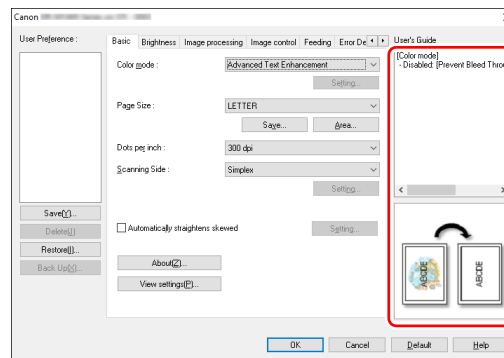 Canon
User Preference :
Basic Brightness Image processing Image control Feeding Error De
User's Guide
Color mode :
Advanced Text Enhancement
[Color mode]
- Disabled: [Prevent Bleed Throu
Setting...
Page Size :
LETTER
Save...
Area...
Dots per inch :
300 dpi
Scanning Side :
Simplex
Setting...
Save(Y)...
Delete(J)
Automatically straightens skewed
Setting...
Restore(I)...
Back Up(X)...
About(Z)...
View settings(P)...
ABCDE
ABCDE
OK
Cancel
Default
Help